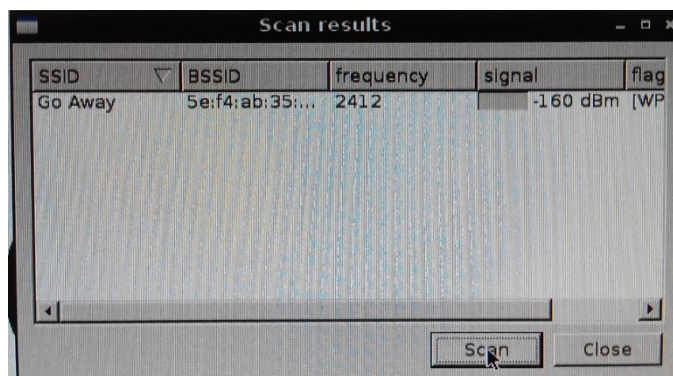 Scan results
SSID BSSID frequency signal flag
Go Away 5e:f4:ab:35:... 2412 -160 dBm [WP
Scan Close